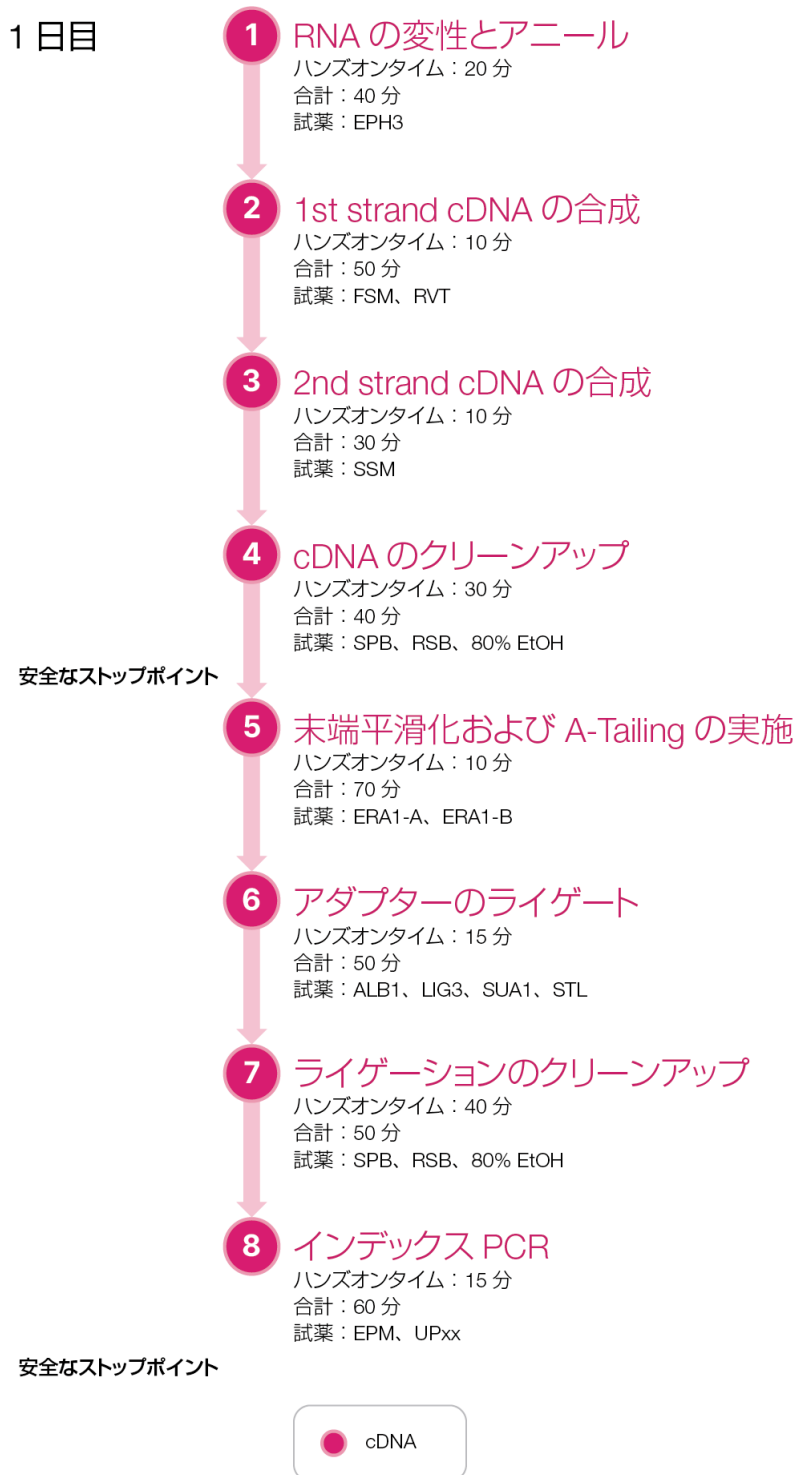 1 日目
1 RNA の変性とアニール
ハンズオンタイム：20 分
合計：40 分
試薬：EPH3
2 1st strand cDNA の合成
ハンズオンタイム：10 分
合計：50 分
試薬：FSM、RVT
3 2nd strand cDNA の合成
ハンズオンタイム：10 分
合計：30 分
試薬：SSM
4 cDNA のクリーンアップ
ハンズオンタイム：30 分
合計：40 分
試薬：SPB、RSB、80% EtOH
安全なストップポイント
5 末端平滑化および A-Tailing の実施
ハンズオンタイム：10 分
合計：70 分
試薬：ERA1-A、ERA1-B
6 アダプターのライゲート
ハンズオンタイム：15 分
合計：50 分
試薬：ALB1、LIG3、SUA1、STL
7 ライゲーションのクリーンアップ
ハンズオンタイム：40 分
合計：50 分
試薬：SPB、RSB、80% EtOH
8 インデックス PCR
ハンズオンタイム：15 分
合計：60 分
試薬：EPM、UPxx
安全なストップポイント
cDNA